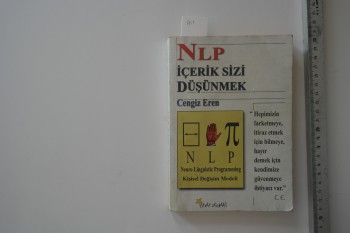 NLP
İÇERİK SİZİ
DÜŞÜNMEK
Cengiz Eren
"Hepimizin
farketmeye,
itiraz etmek
için bilmeye,
hayır
demek için
kendimize
güvenmeye
ihtiyacı var."
C. E.
π
N L P
Neuro Linguistic Programming
Kişisel Değişim Modeli